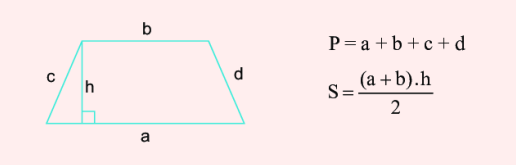 b
c
h
d
a
P = a + b + c + d
S = (a + b).h / 2